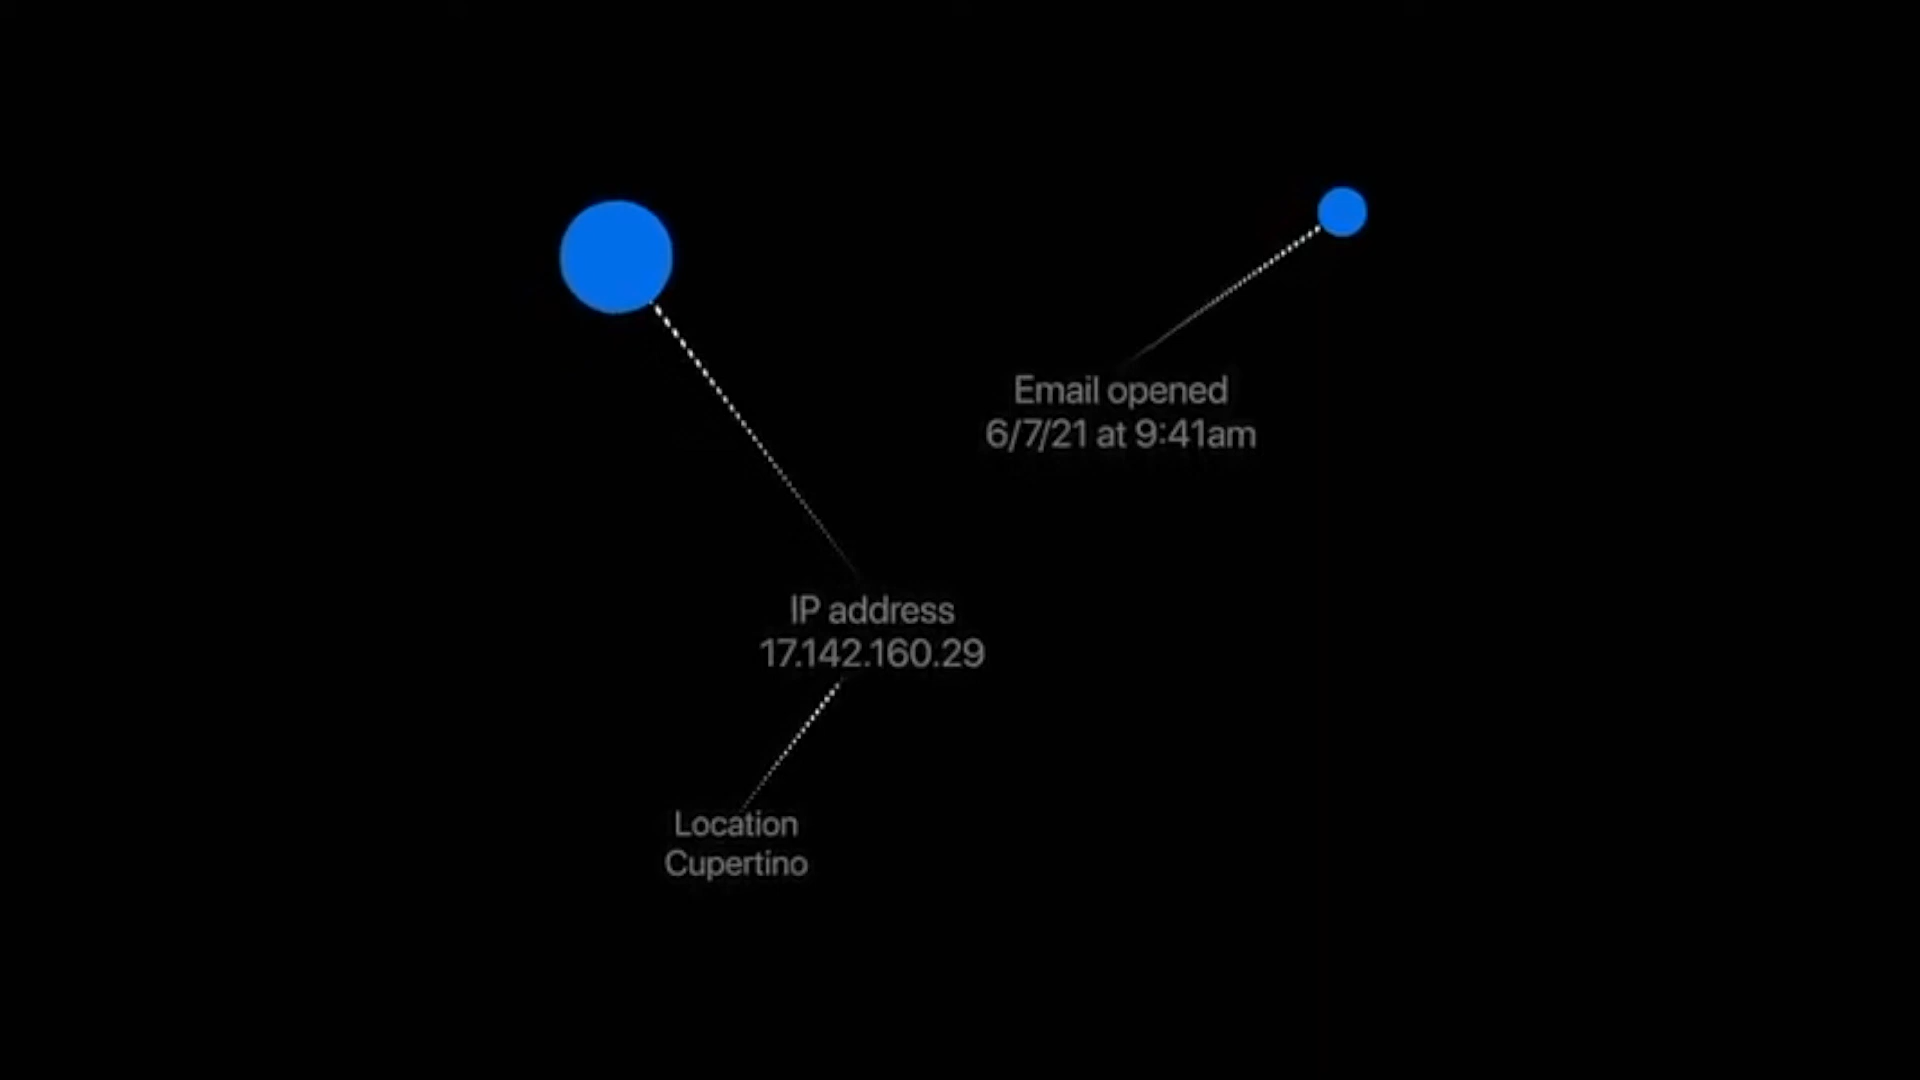 Email opened
6/7/21 at 9:41am
IP address
17.142.160.29
Location
Cupertino